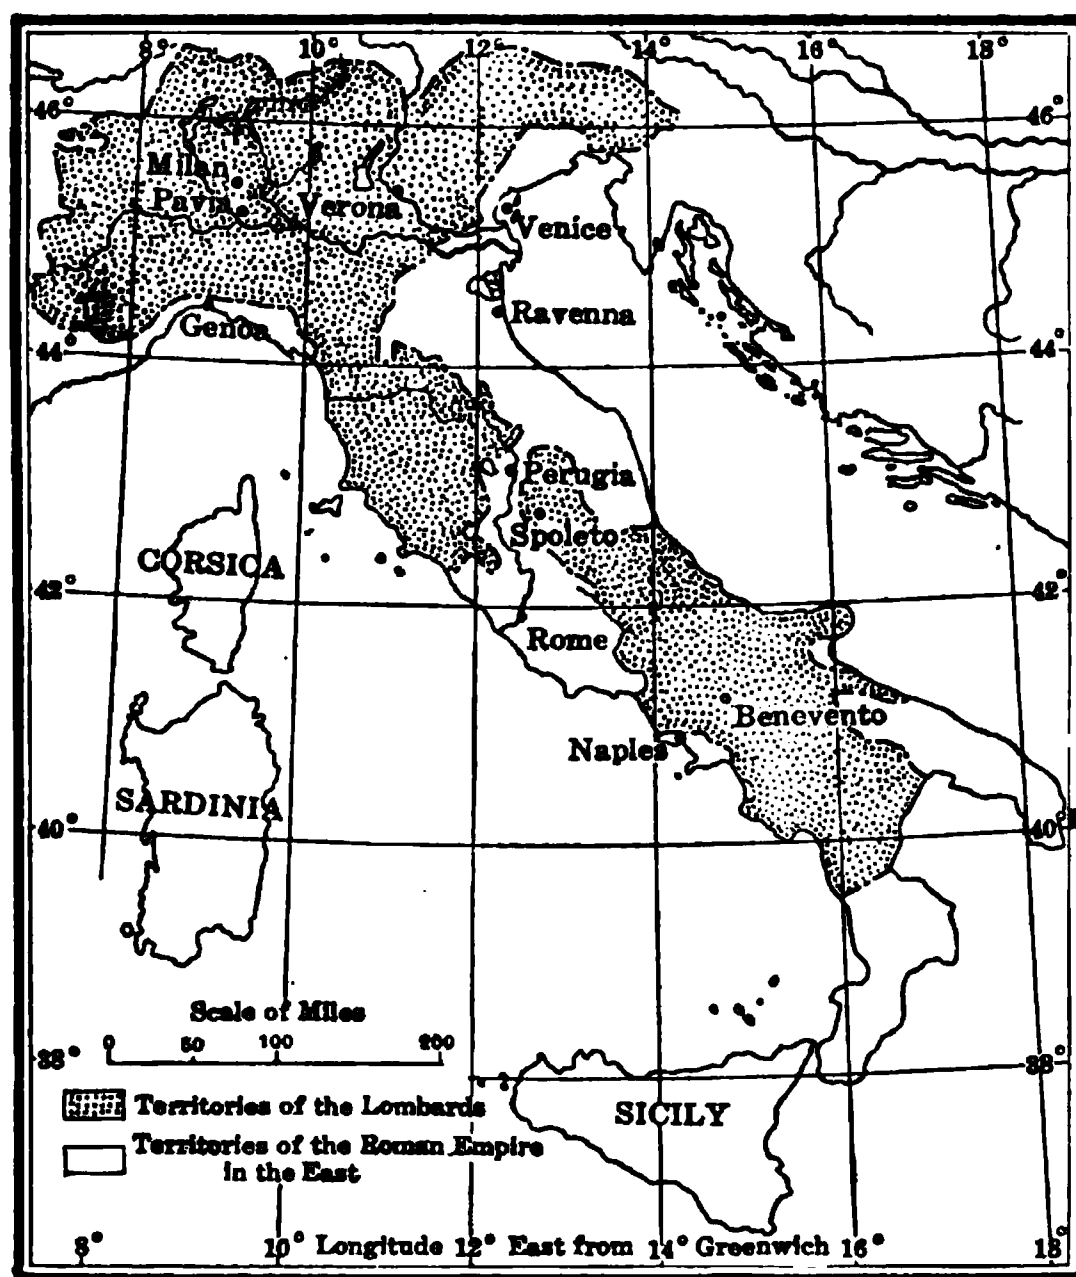 8° 10° 12° 14° 16° 18°
46° 46°
Milan
Pavia
Verona
Venice
Genoa
Ravenna
44° 44°
Perugia
Spoleto
CORSICA
42° 42°
Rome
Benevento
Naples
SARDINIA
40° 40°
Scale of Miles
0 50 100 200
38° 38°
Territories of the Lombards
SICILY
Territories of the Roman Empire
in the East
8° 10° Longitude 12° East from 14° Greenwich 16° 18